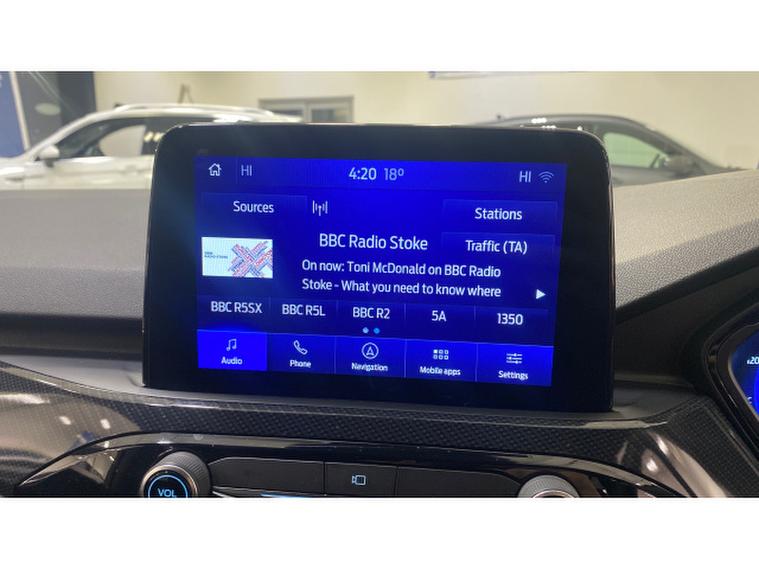 HI 4:20 18° HI
Sources Stations
BBC Radio Stoke Traffic (TA)
On now: Toni McDonald on BBC Radio
Stoke - What you need to know where
BBC R5SX BBC R5L BBC R2 5A 1350
Audio Phone Navigation Mobile apps Settings
VOL